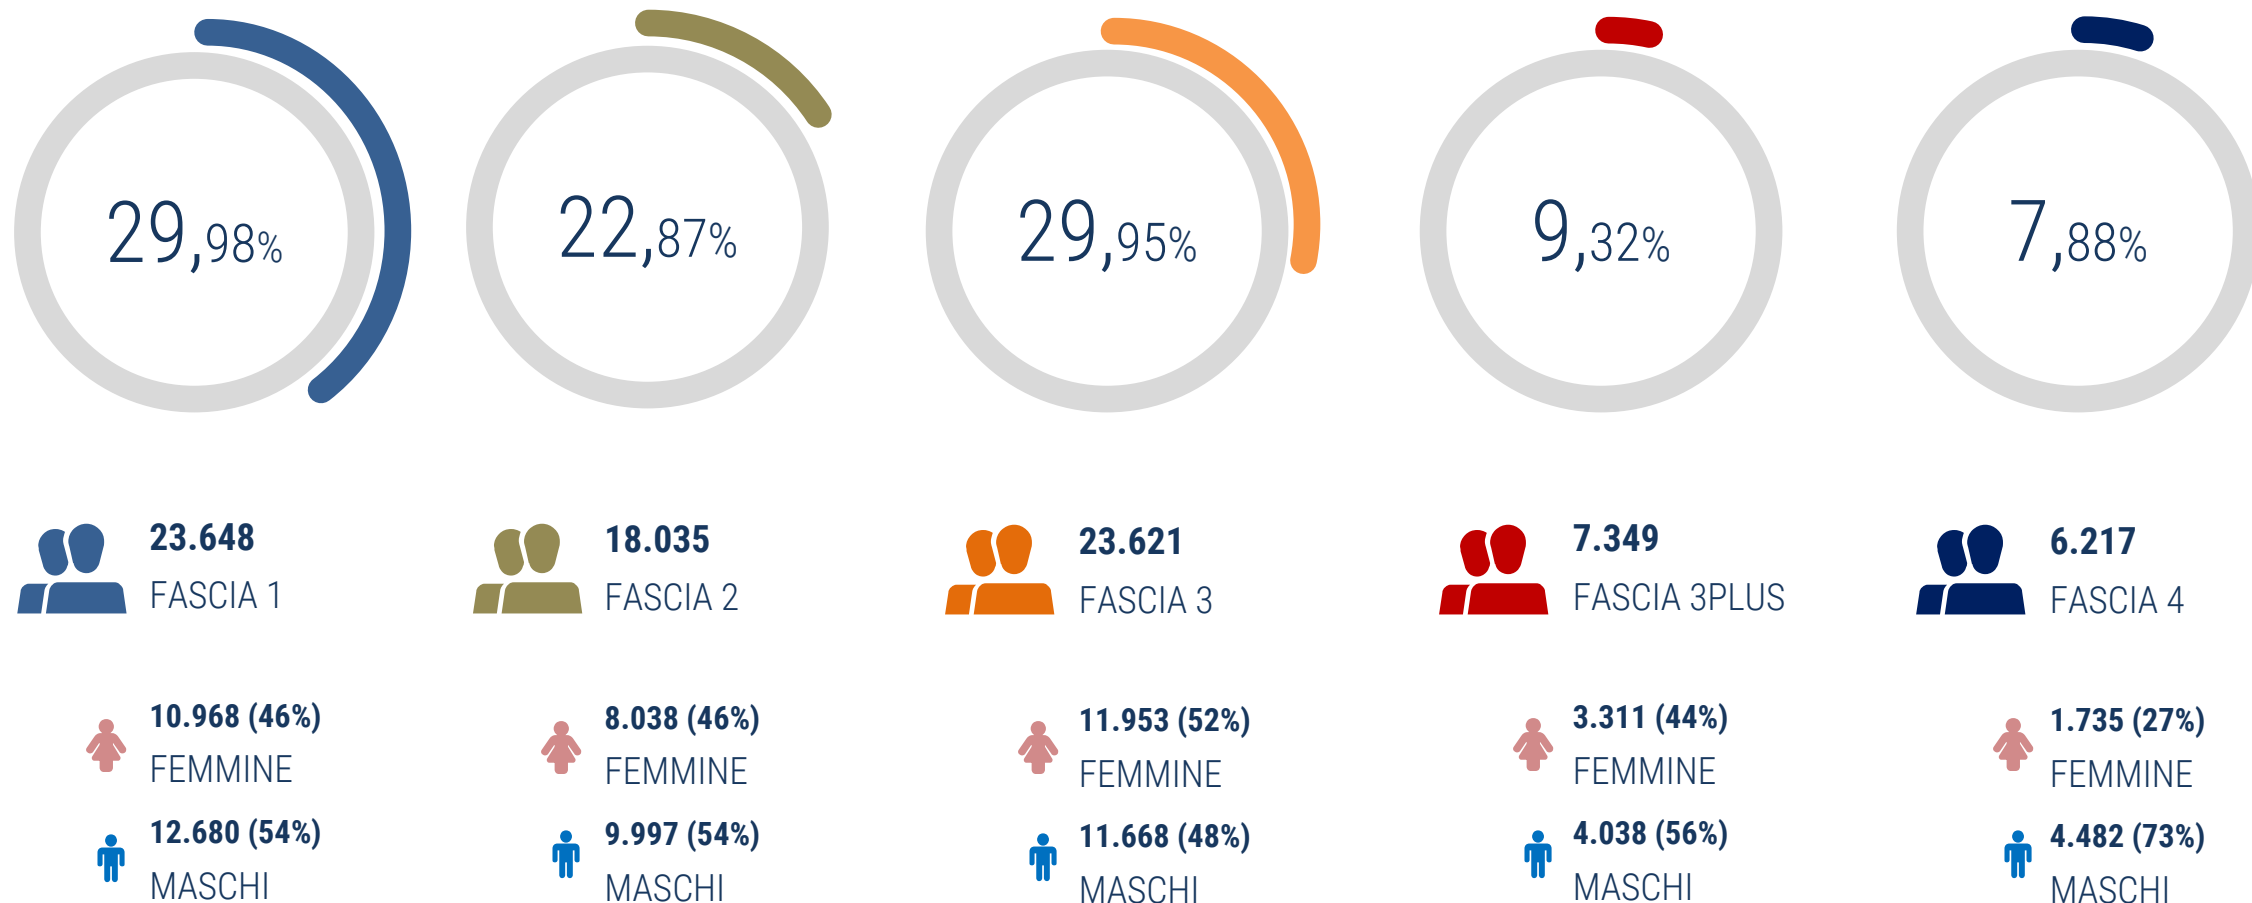 29,98%
22,87%
29,95%
9,32%
7,88%
23.648
FASCIA 1
18.035
FASCIA 2
23.621
FASCIA 3
7.349
FASCIA 3PLUS
6.217
FASCIA 4
10.968 (46%)
FEMMINE
8.038 (46%)
FEMMINE
11.953 (52%)
FEMMINE
3.311 (44%)
FEMMINE
1.735 (27%)
FEMMINE
12.680 (54%)
MASCHI
9.997 (54%)
MASCHI
11.668 (48%)
MASCHI
4.038 (56%)
MASCHI
4.482 (73%)
MASCHI